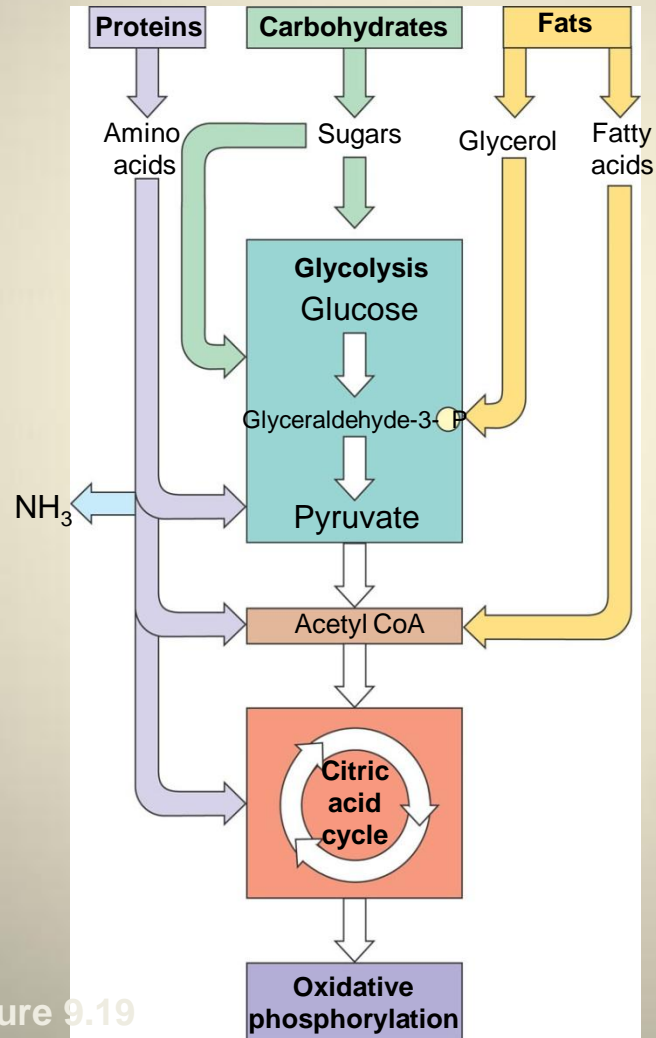 Proteins
Carbohydrates
Fats
Amino
acids
Sugars
Glycerol
Fatty
acids
Glycolysis
Glucose
Glyceraldehyde-3- P
NH₃
Pyruvate
Acetyl CoA
Citric
acid
cycle
Oxidative
phosphorylation
ure 9.19